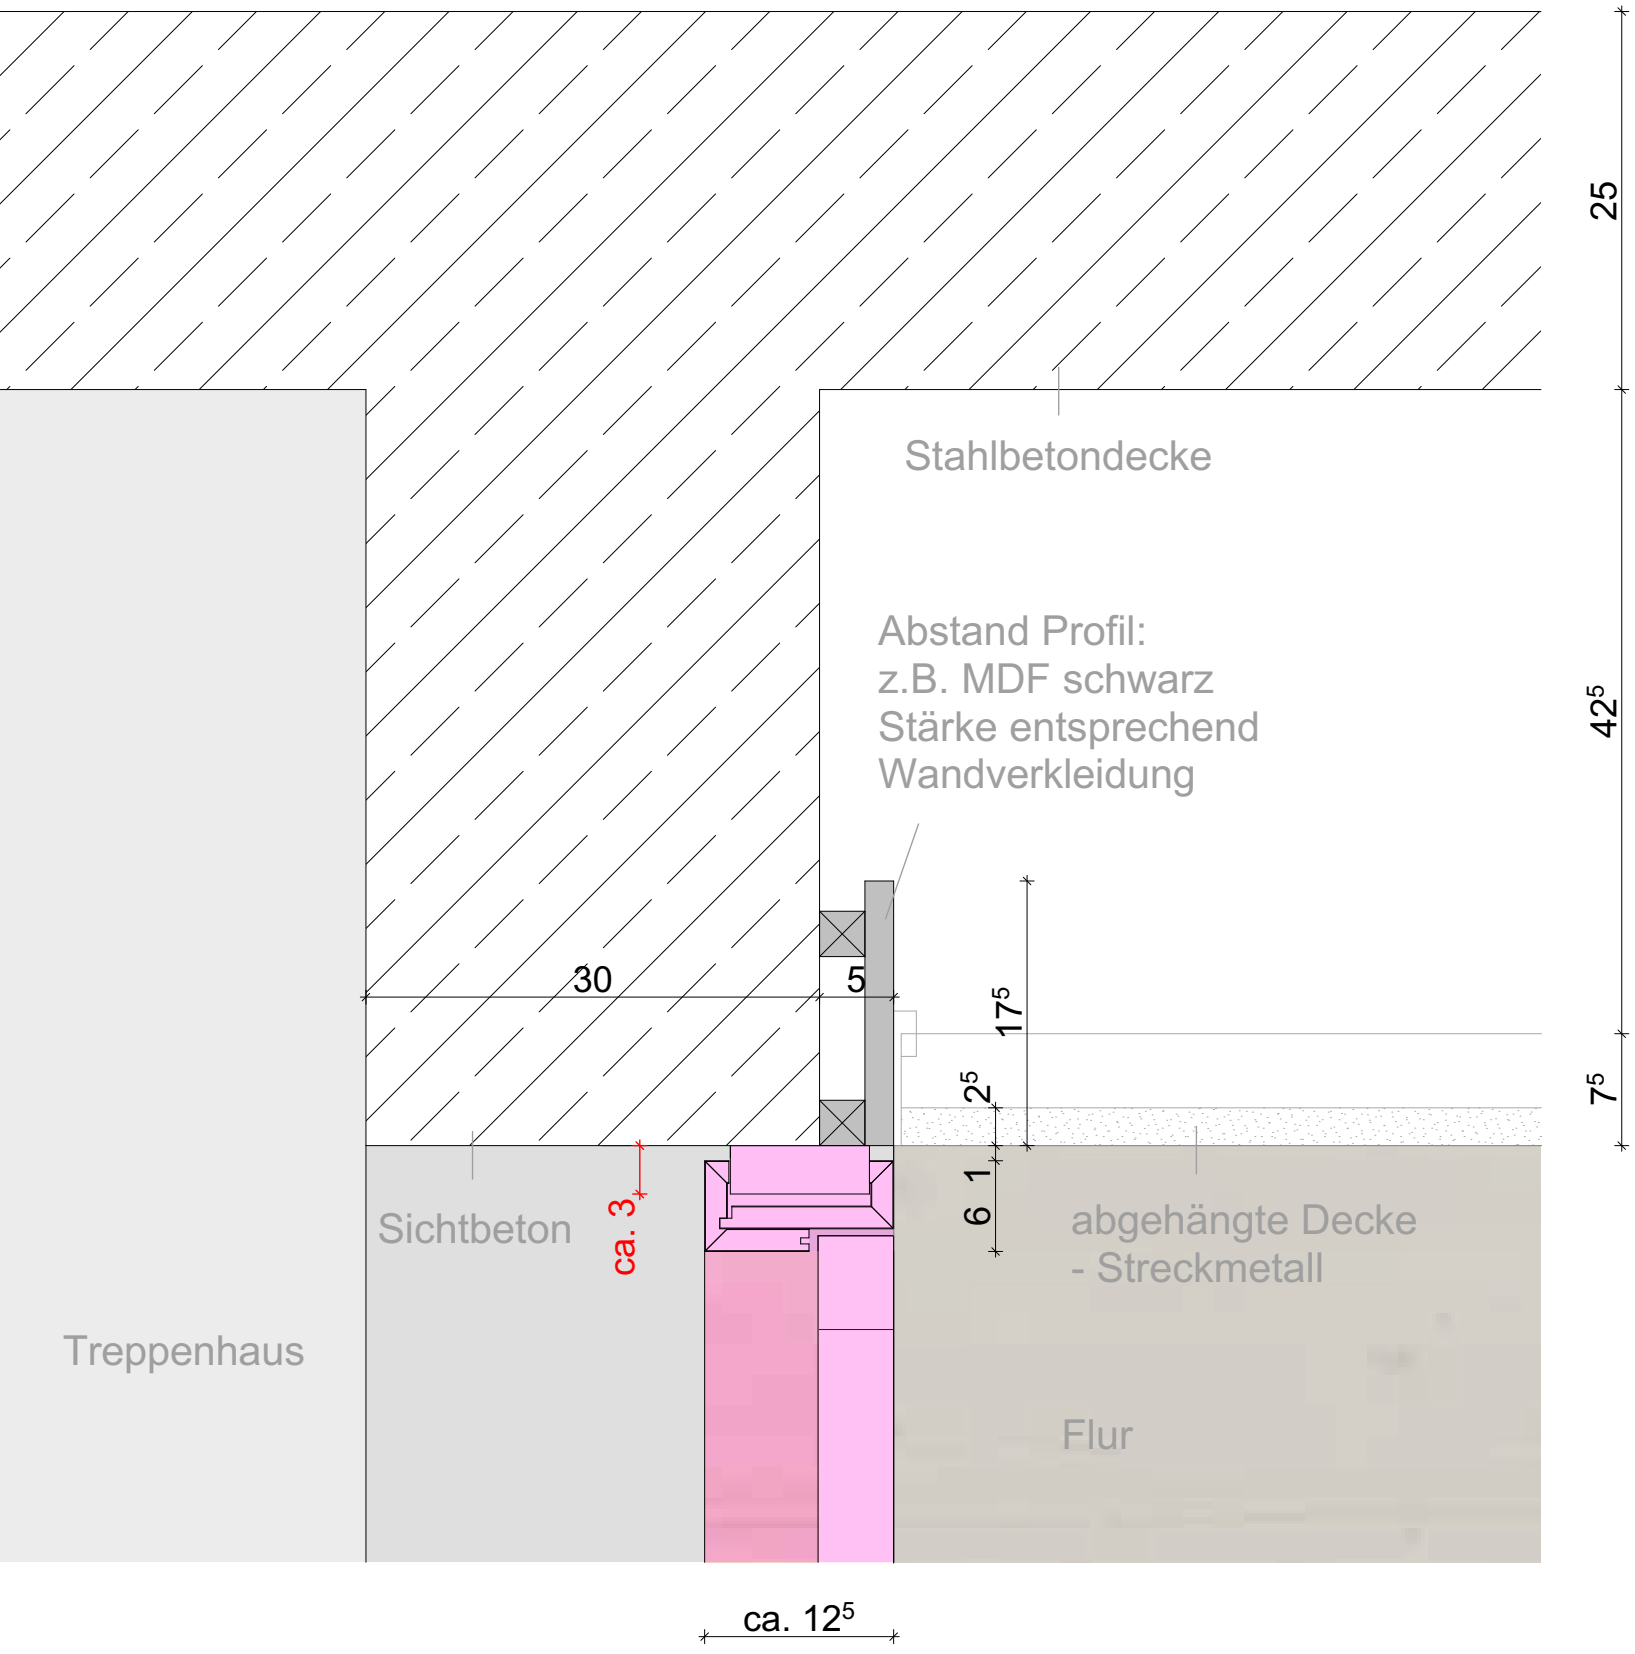 25
Stahlbetondecke
Abstand Profil:
z.B. MDF schwarz
Stärke entsprechend
Wandverkleidung
42⁵
30
5
17⁵
2⁵
7⁵
1
6
ca. 3
Sichtbeton
abgehängte Decke
- Streckmetall
Treppenhaus
Flur
ca. 12⁵